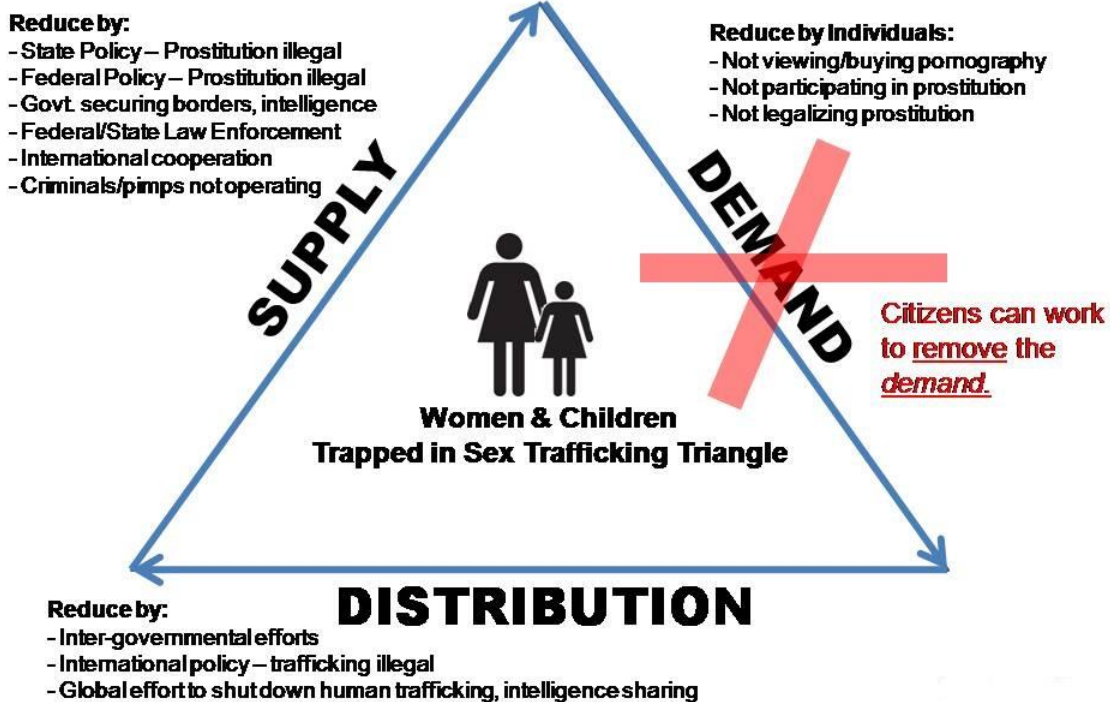 Reduce by:
- State Policy – Prostitution illegal
- Federal Policy – Prostitution illegal
- Govt. securing borders, intelligence
- Federal/State Law Enforcement
- International cooperation
- Criminals/pimps not operating
Reduce by Individuals:
- Not viewing/buying pornography
- Not participating in prostitution
- Not legalizing prostitution
SUPPLY
DEMAND
Citizens can work
to remove the
demand.
Women & Children
Trapped in Sex Trafficking Triangle
DISTRIBUTION
Reduce by:
- Inter-governmental efforts
- International policy – trafficking illegal
- Global effort to shut down human trafficking, intelligence sharing